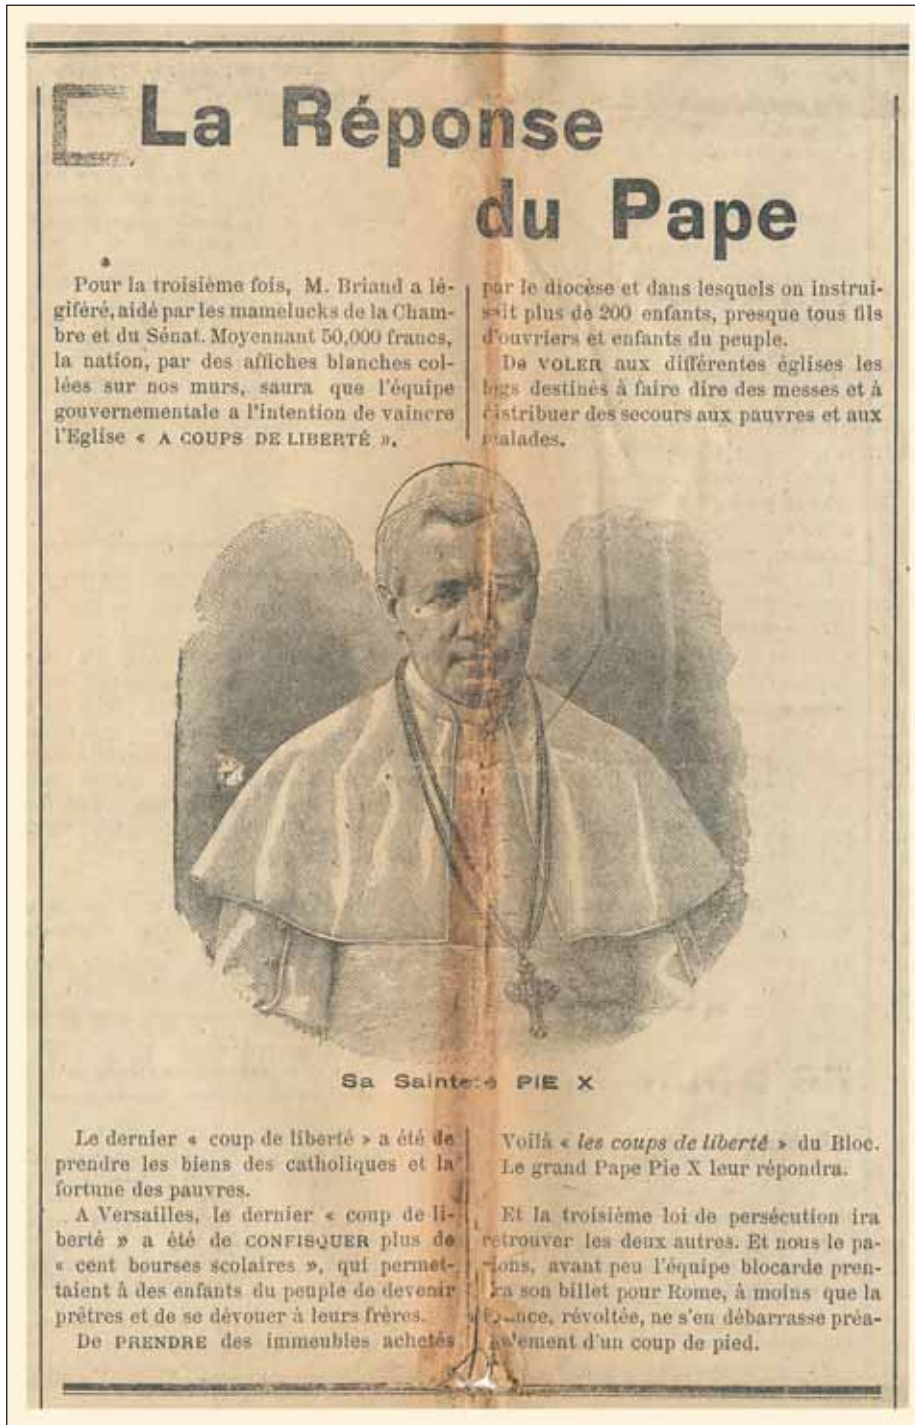 La Réponse
du Pape
Pour la troisième fois, M. Briand a lé-
giféré, aidé par les mamelucks de la Cham-
bre et du Sénat. Moyennant 50,000 francs,
la nation, par des affiches blanches col-
lées sur nos murs, saura que l'équipe
gouvernementale a l'intention de vaincre
l'Eglise « A COUPS DE LIBERTÉ ».
Le dernier « coup de liberté » a été de
prendre les biens des catholiques et la
fortune des pauvres.
A Versailles, le dernier « coup de li-
berté » a été de CONFISQUER plus de
« cent bourses scolaires », qui permet-
taient à des enfants du peuple de devenir
prêtres et de se dévouer à leurs frères.
De PRENDRE des immeubles achetés
par le diocèse et dans lesquels on instrui-
sait plus de 200 enfants, presque tous fils
d'ouvriers et enfants du peuple.
De VOLER aux différentes églises les
legs destinés à faire dire des messes et à
distribuer des secours aux pauvres et aux
malades.
Sa Sainteté PIE X
Voilà « les coups de liberté » du Bloc.
Le grand Pape Pie X leur répondra.
Et la troisième loi de persécution ira
retrouver les deux autres. Et nous le pa-
rions, avant peu l'équipe blocarde pren-
dra son billet pour Rome, à moins que la
France, révoltée, ne s'en débarrasse préa-
lablement d'un coup de pied.